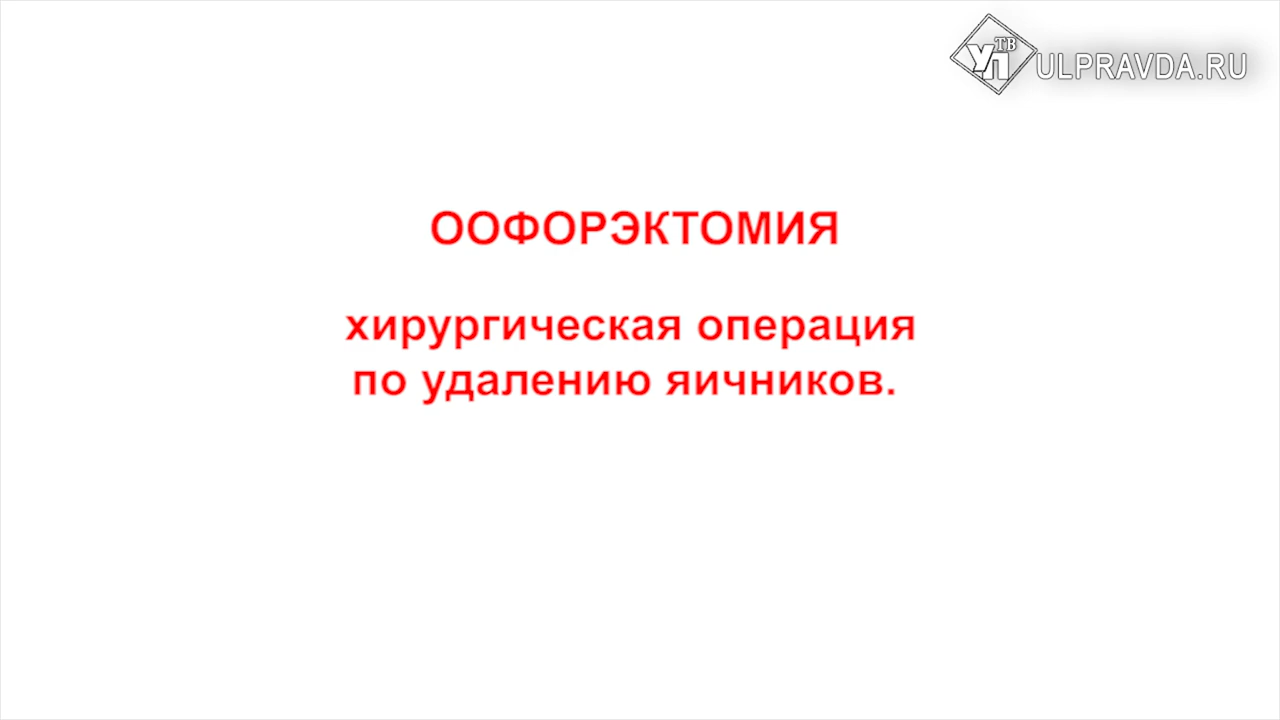 УП ТВ ULPRAVDA.RU
ООФОРЭКТОМИЯ
хирургическая операция
по удалению яичников.